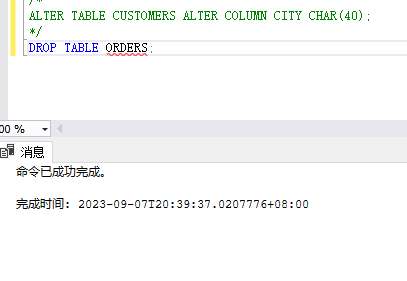 /*
ALTER TABLE CUSTOMERS ALTER COLUMN CITY CHAR(40);
*/
DROP TABLE ORDERS;
00 %
消息
命令已成功完成。
完成时间: 2023-09-07T20:39:37.0207776+08:00